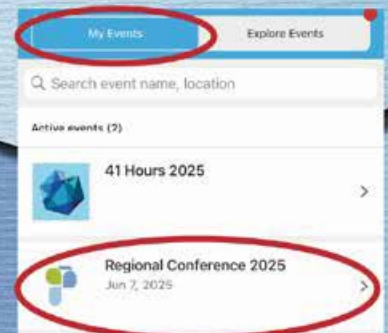 My Events
Explore Events
Search event name, location
Active events (2)
41 Hours 2025
Regional Conference 2025
Jun 7, 2025